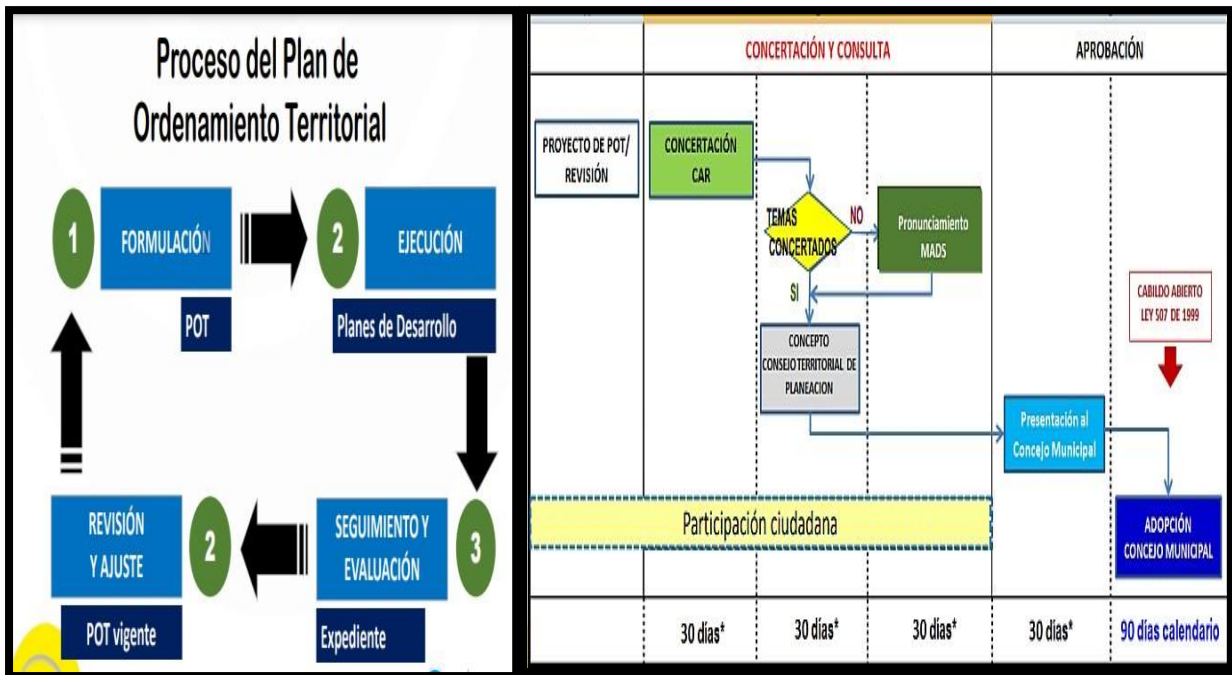 Proceso del Plan de
Ordenamiento Territorial
1
FORMULACIÓN
POT
2
EJECUCIÓN
Planes de Desarrollo
REVISIÓN
Y AJUSTE
2
POT vigente
SEGUIMIENTO Y
EVALUACIÓN
3
Expediente
CONCERTACIÓN Y CONSULTA
APROBACIÓN
PROYECTO DE POT/
REVISIÓN
CONCERTACIÓN
CAR
TEMAS
CONCERTADOS
NO
SI
Pronunciamiento
MADS
CONCEPTO
CONSEJO TERRITORIAL DE
PLANEACION
CABILDO ABIERTO
LEY 507 DE 1999
Presentación al
Concejo Municipal
ADOPCIÓN
CONCEJO MUNICIPAL
Participación ciudadana
30 días*
30 días*
30 días*
30 días*
90 días calendario